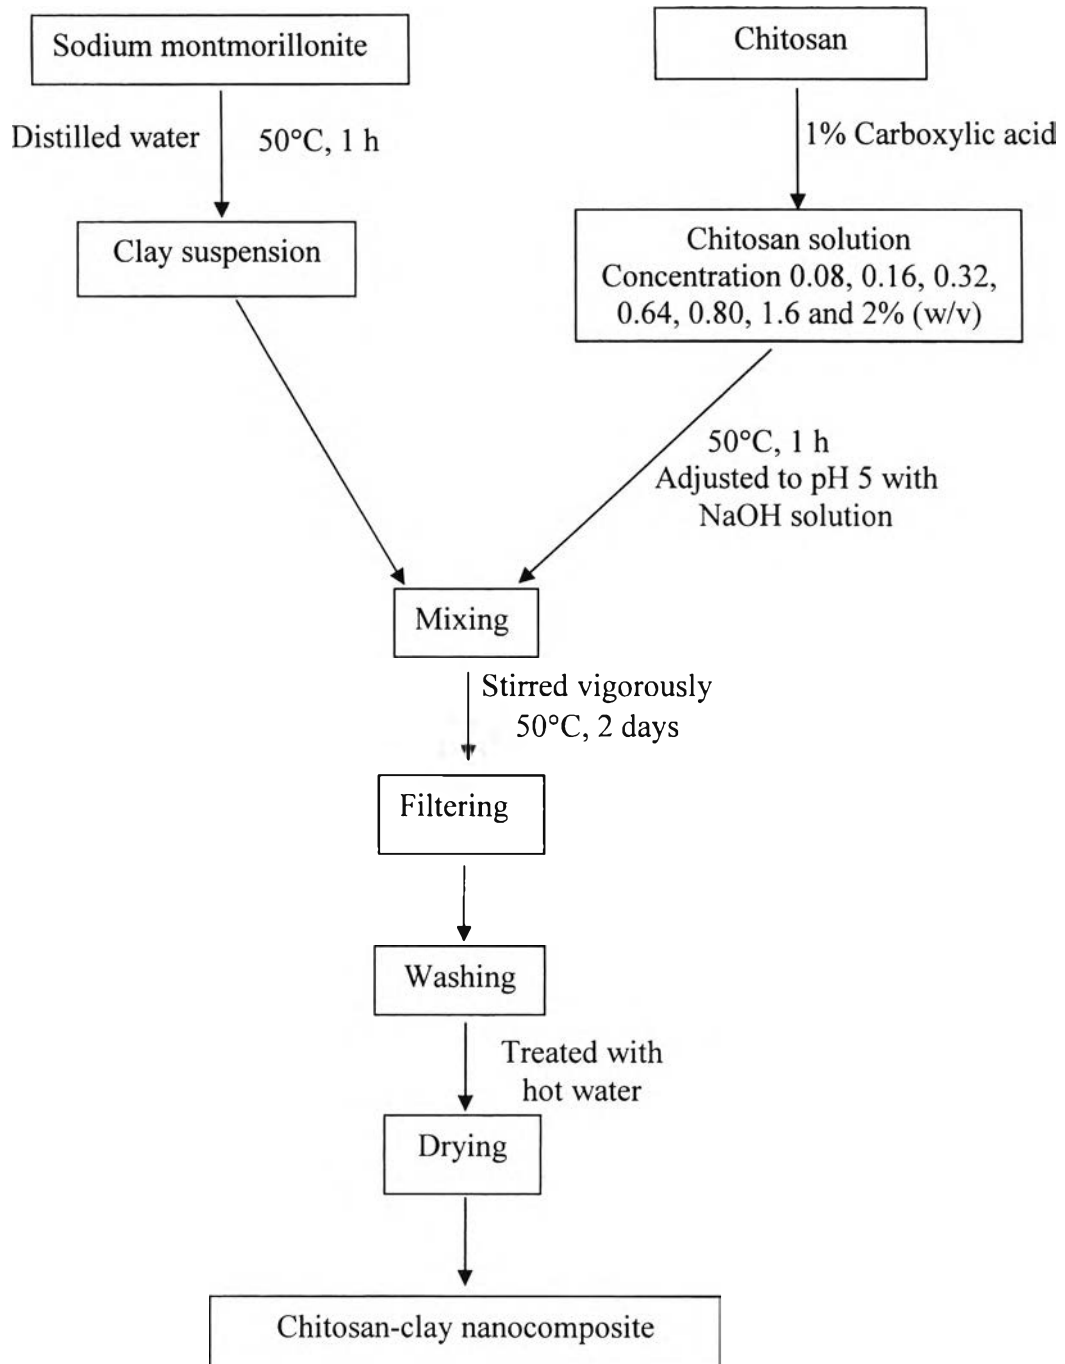 Sodium montmorillonite
Chitosan
Distilled water
50°C, 1 h
1% Carboxylic acid
Clay suspension
Chitosan solution
Concentration 0.08, 0.16, 0.32,
0.64, 0.80, 1.6 and 2% (w/v)
50°C, 1 h
Adjusted to pH 5 with
NaOH solution
Mixing
Stirred vigorously
50°C, 2 days
Filtering
Washing
Treated with
hot water
Drying
Chitosan-clay nanocomposite